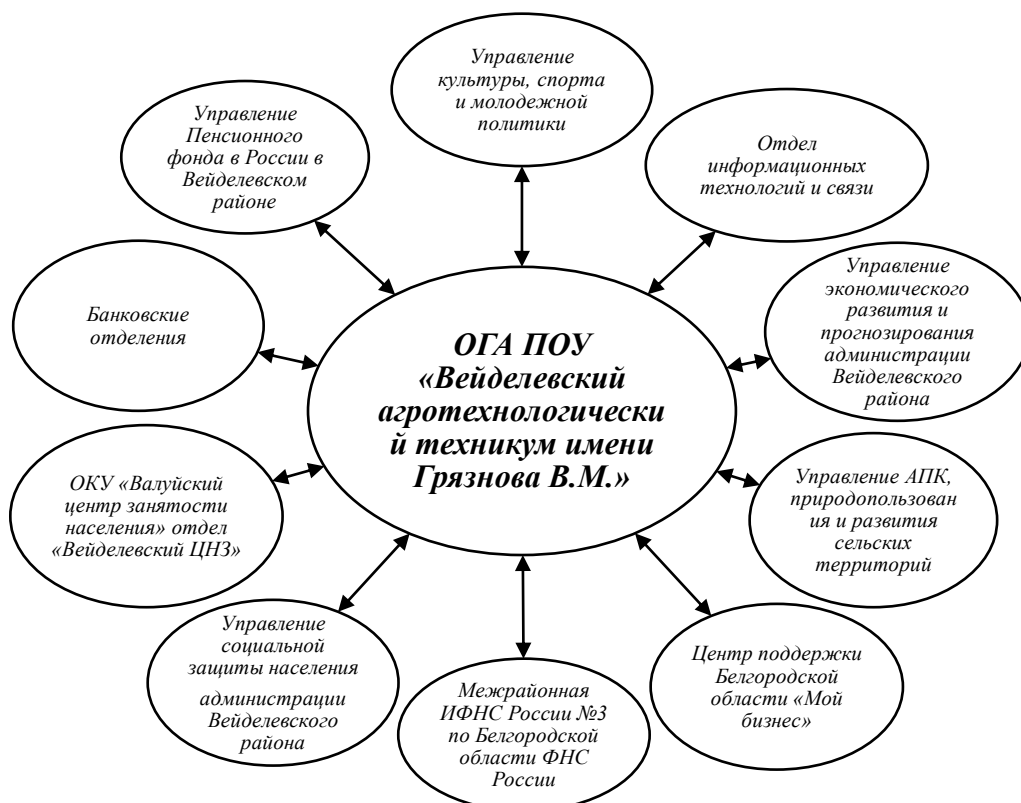 Управление
культуры, спорта
и молодежной
политики
Управление
Пенсионного
фонда в России в
Вейделевском
районе
Отдел
информационных
технологий и связи
Банковские
отделения
ОГА ПОУ
«Вейделевский
агротехнологически
й техникум имени
Грязнова В.М.»
Управление
экономического
развития и
прогнозирования
администрации
Вейделевского
района
ОКУ «Валуйский
центр занятости
населения» отдел
«Вейделевский ЦНЗ»
Управление АПК,
природопользован
ия и развития
сельских
территорий
Управление
социальной
защиты населения
администрации
Вейделевского
района
Межрайонная
ИФНС России №3
по Белгородской
области ФНС
России
Центр поддержки
Белгородской
области «Мой
бизнес»